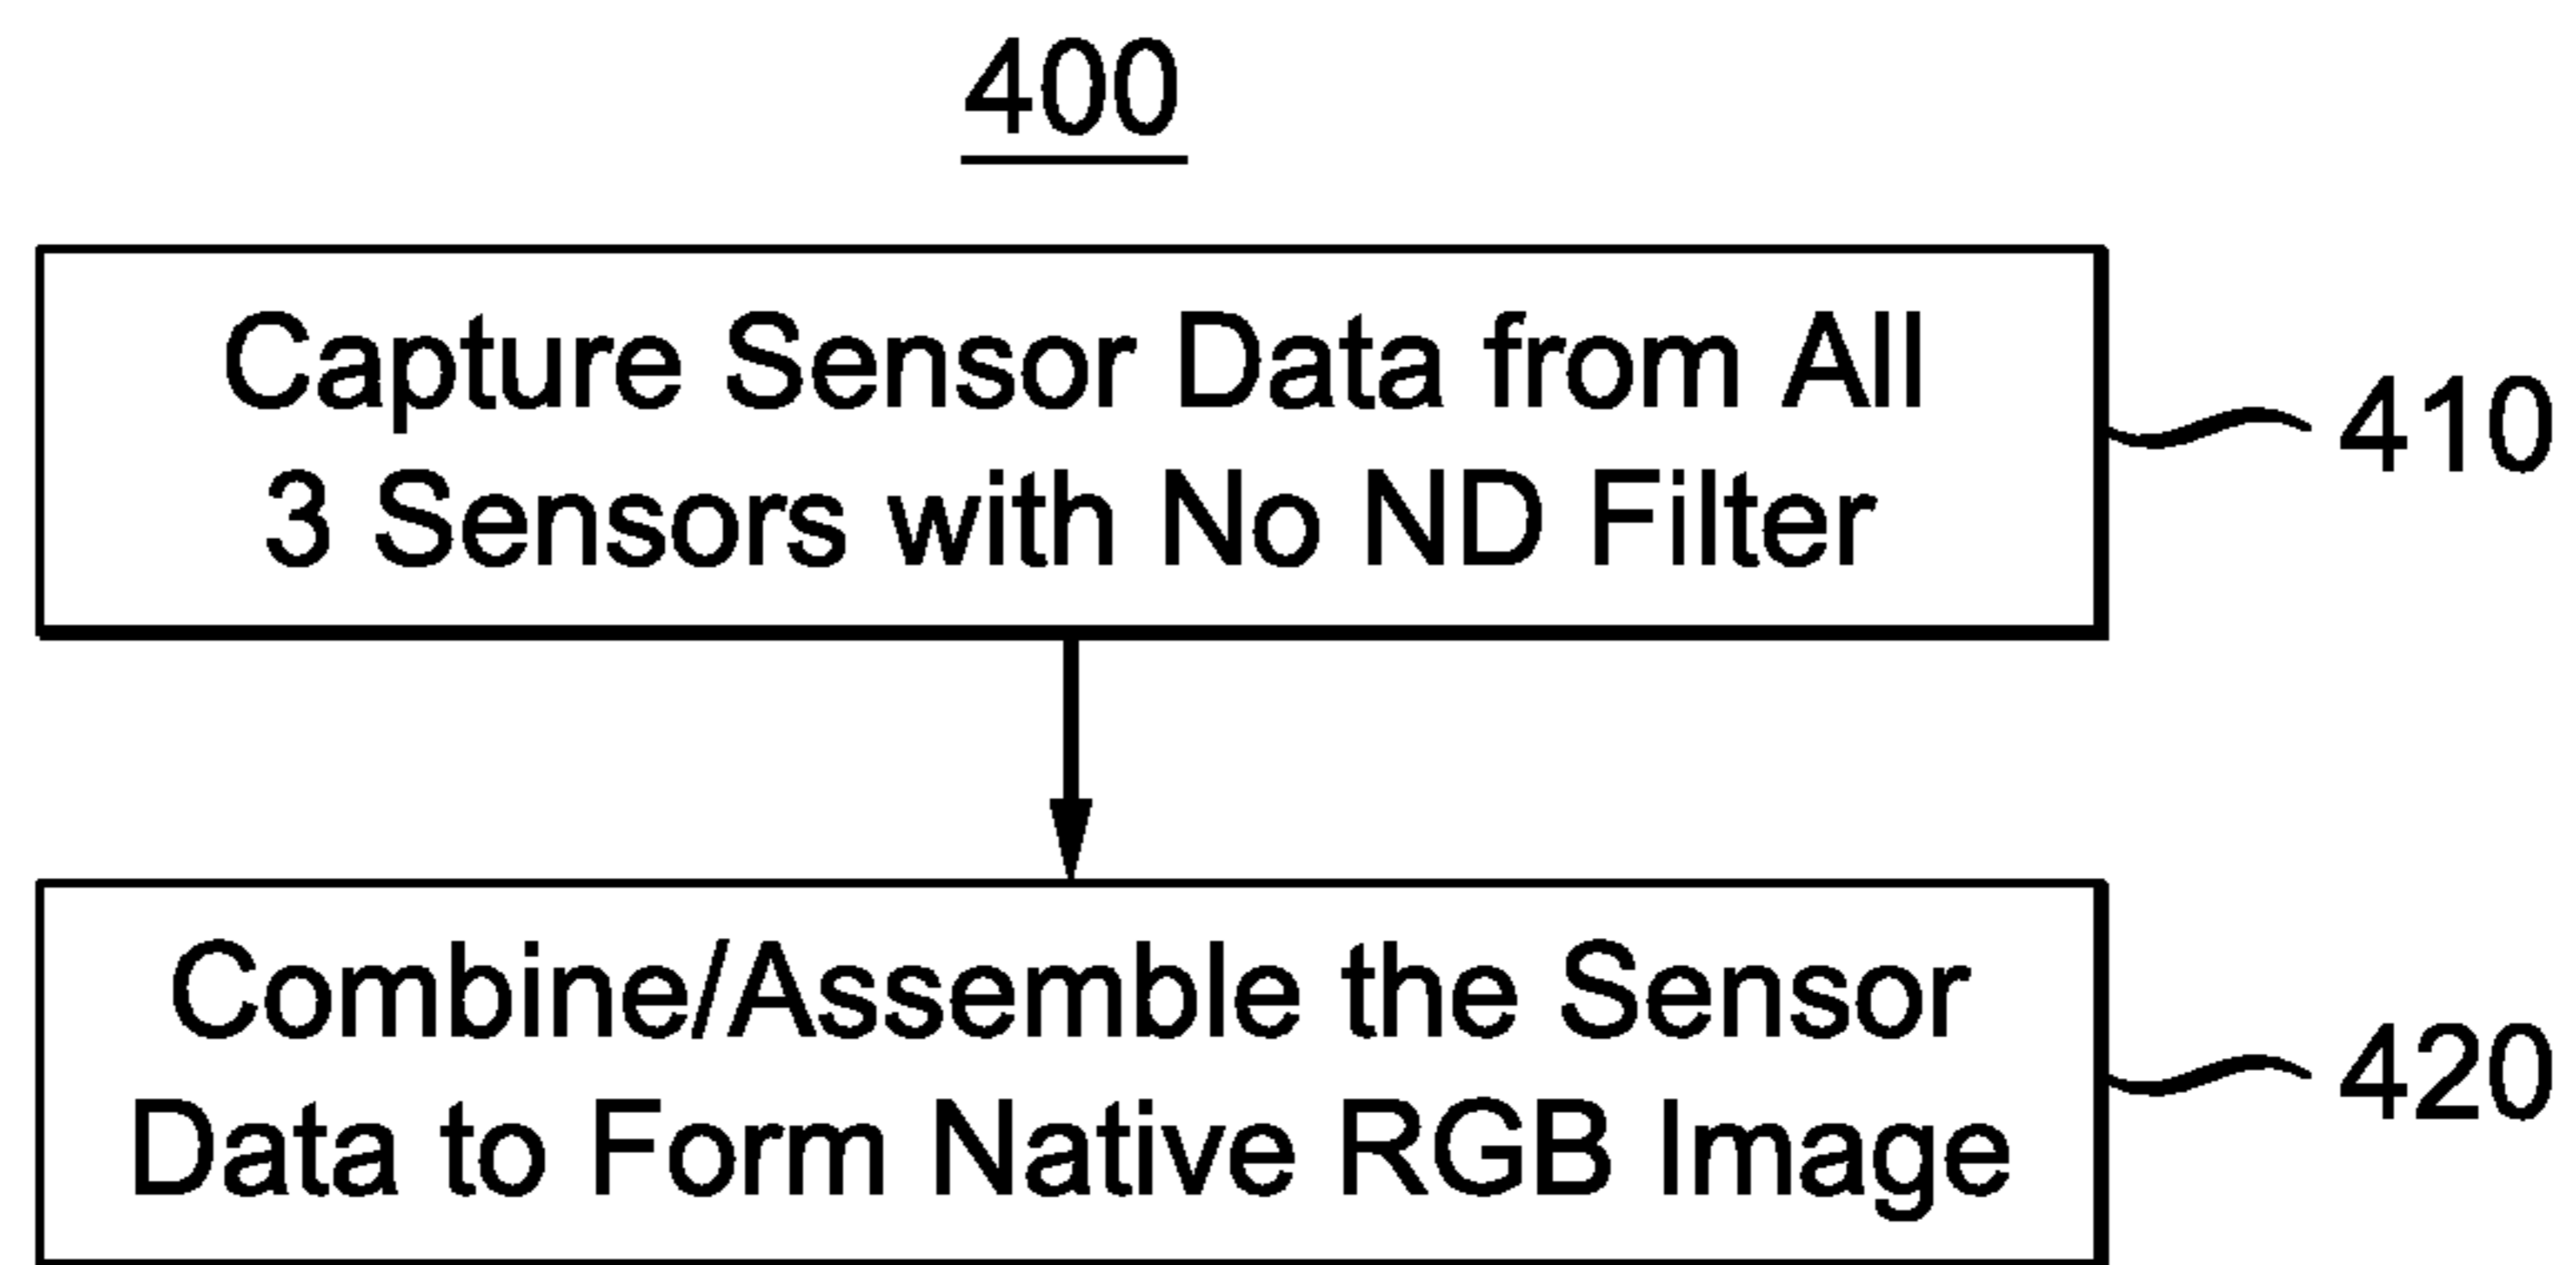 400
Capture Sensor Data from All
3 Sensors with No ND Filter
410
Combine/Assemble the Sensor
Data to Form Native RGB Image
420